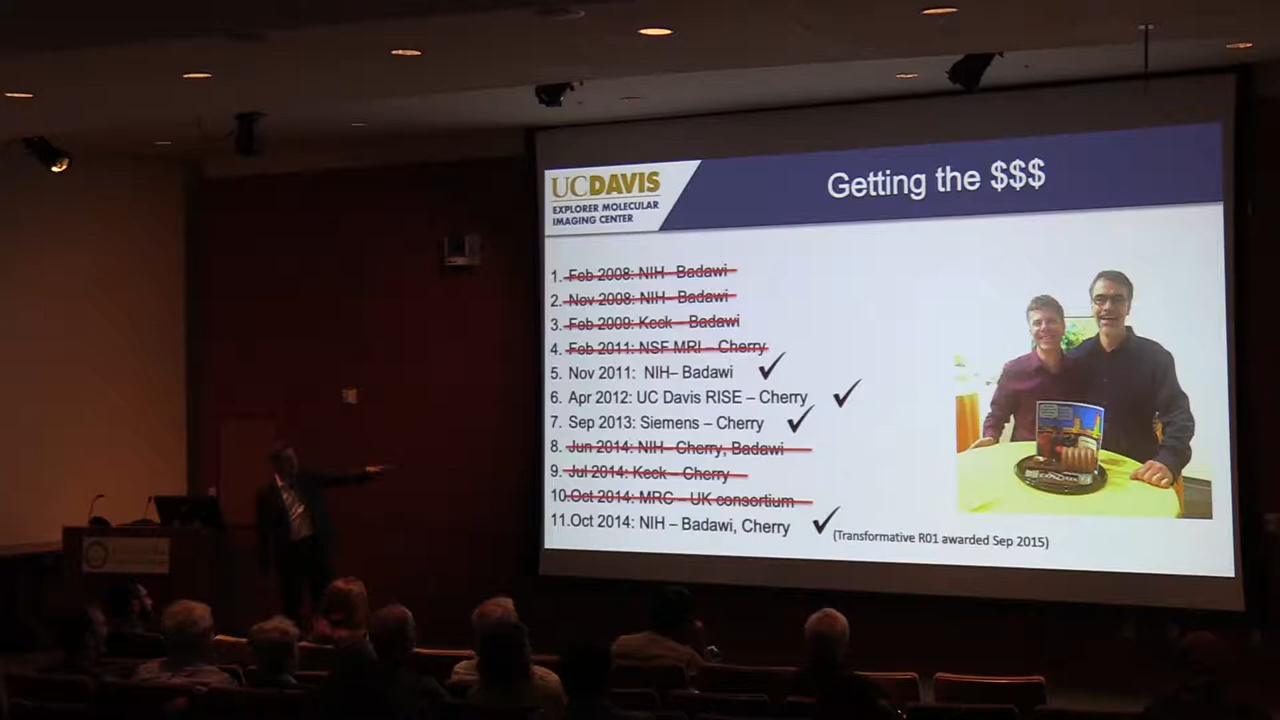 UCDAVIS
EXPLORER MOLECULAR
IMAGING CENTER
Getting the $$$
1. Feb 2008: NIH– Badawi
2. Nov 2008: NIH– Badawi
3. Feb 2009: Keck – Badawi
4. Feb 2011: NSF MRI – Cherry
5. Nov 2011: NIH– Badawi
6. Apr 2012: UC Davis RISE – Cherry
7. Sep 2013: Siemens – Cherry
8. Jun 2014: NIH– Cherry, Badawi
9. Jul 2014: Keck – Cherry
10.Oct 2014: MRC – UK consortium
11.Oct 2014: NIH – Badawi, Cherry
(Transformative R01 awarded Sep 2015)